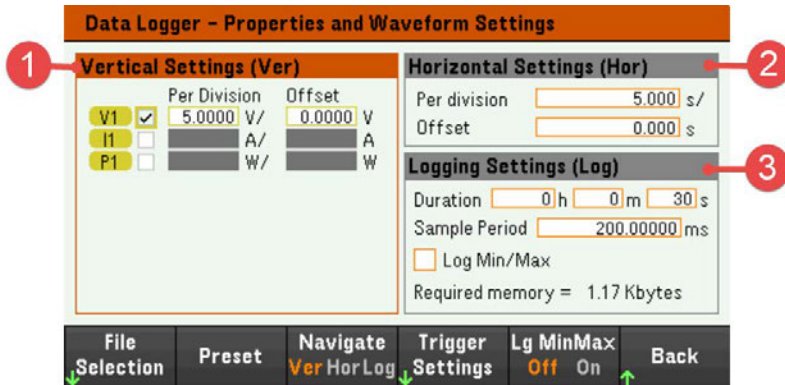 Data Logger – Properties and Waveform Settings
1
Vertical Settings (Ver)
Per Division Offset
V1 5.0000 V/ 0.0000 V
I1 A/ A
P1 W/ W
Horizontal Settings (Hor)
2
Per division 5.000 s/
Offset 0.000 s
Logging Settings (Log)
3
Duration 0 h 0 m 30 s
Sample Period 200.00000 ms
Log Min/Max
Required memory = 1.17 Kbytes
File Selection
Preset
Navigate
Ver Hor Log
Trigger Settings
Lg MinMax
Off On
Back